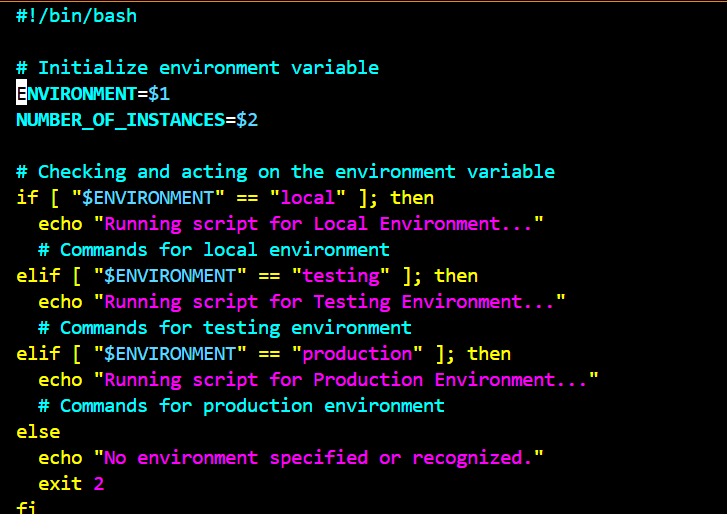 #!/bin/bash
# Initialize environment variable
ENVIRONMENT=$1
NUMBER_OF_INSTANCES=$2
# Checking and acting on the environment variable
if [ "$ENVIRONMENT" == "local" ]; then
  echo "Running script for Local Environment..."
  # Commands for local environment
elif [ "$ENVIRONMENT" == "testing" ]; then
  echo "Running script for Testing Environment..."
  # Commands for testing environment
elif [ "$ENVIRONMENT" == "production" ]; then
  echo "Running script for Production Environment..."
  # Commands for production environment
else
  echo "No environment specified or recognized."
  exit 2
fi